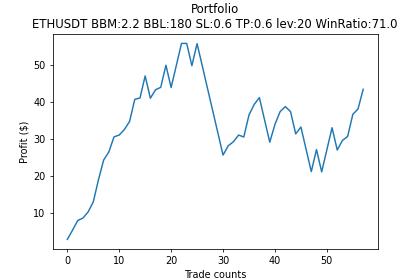 Portfolio
ETHUSDT BBM:2.2 BBL:180 SL:0.6 TP:0.6 lev:20 WinRatio:71.0
Profit ($)
50
40
30
20
10
0 10 20 30 40 50
Trade counts